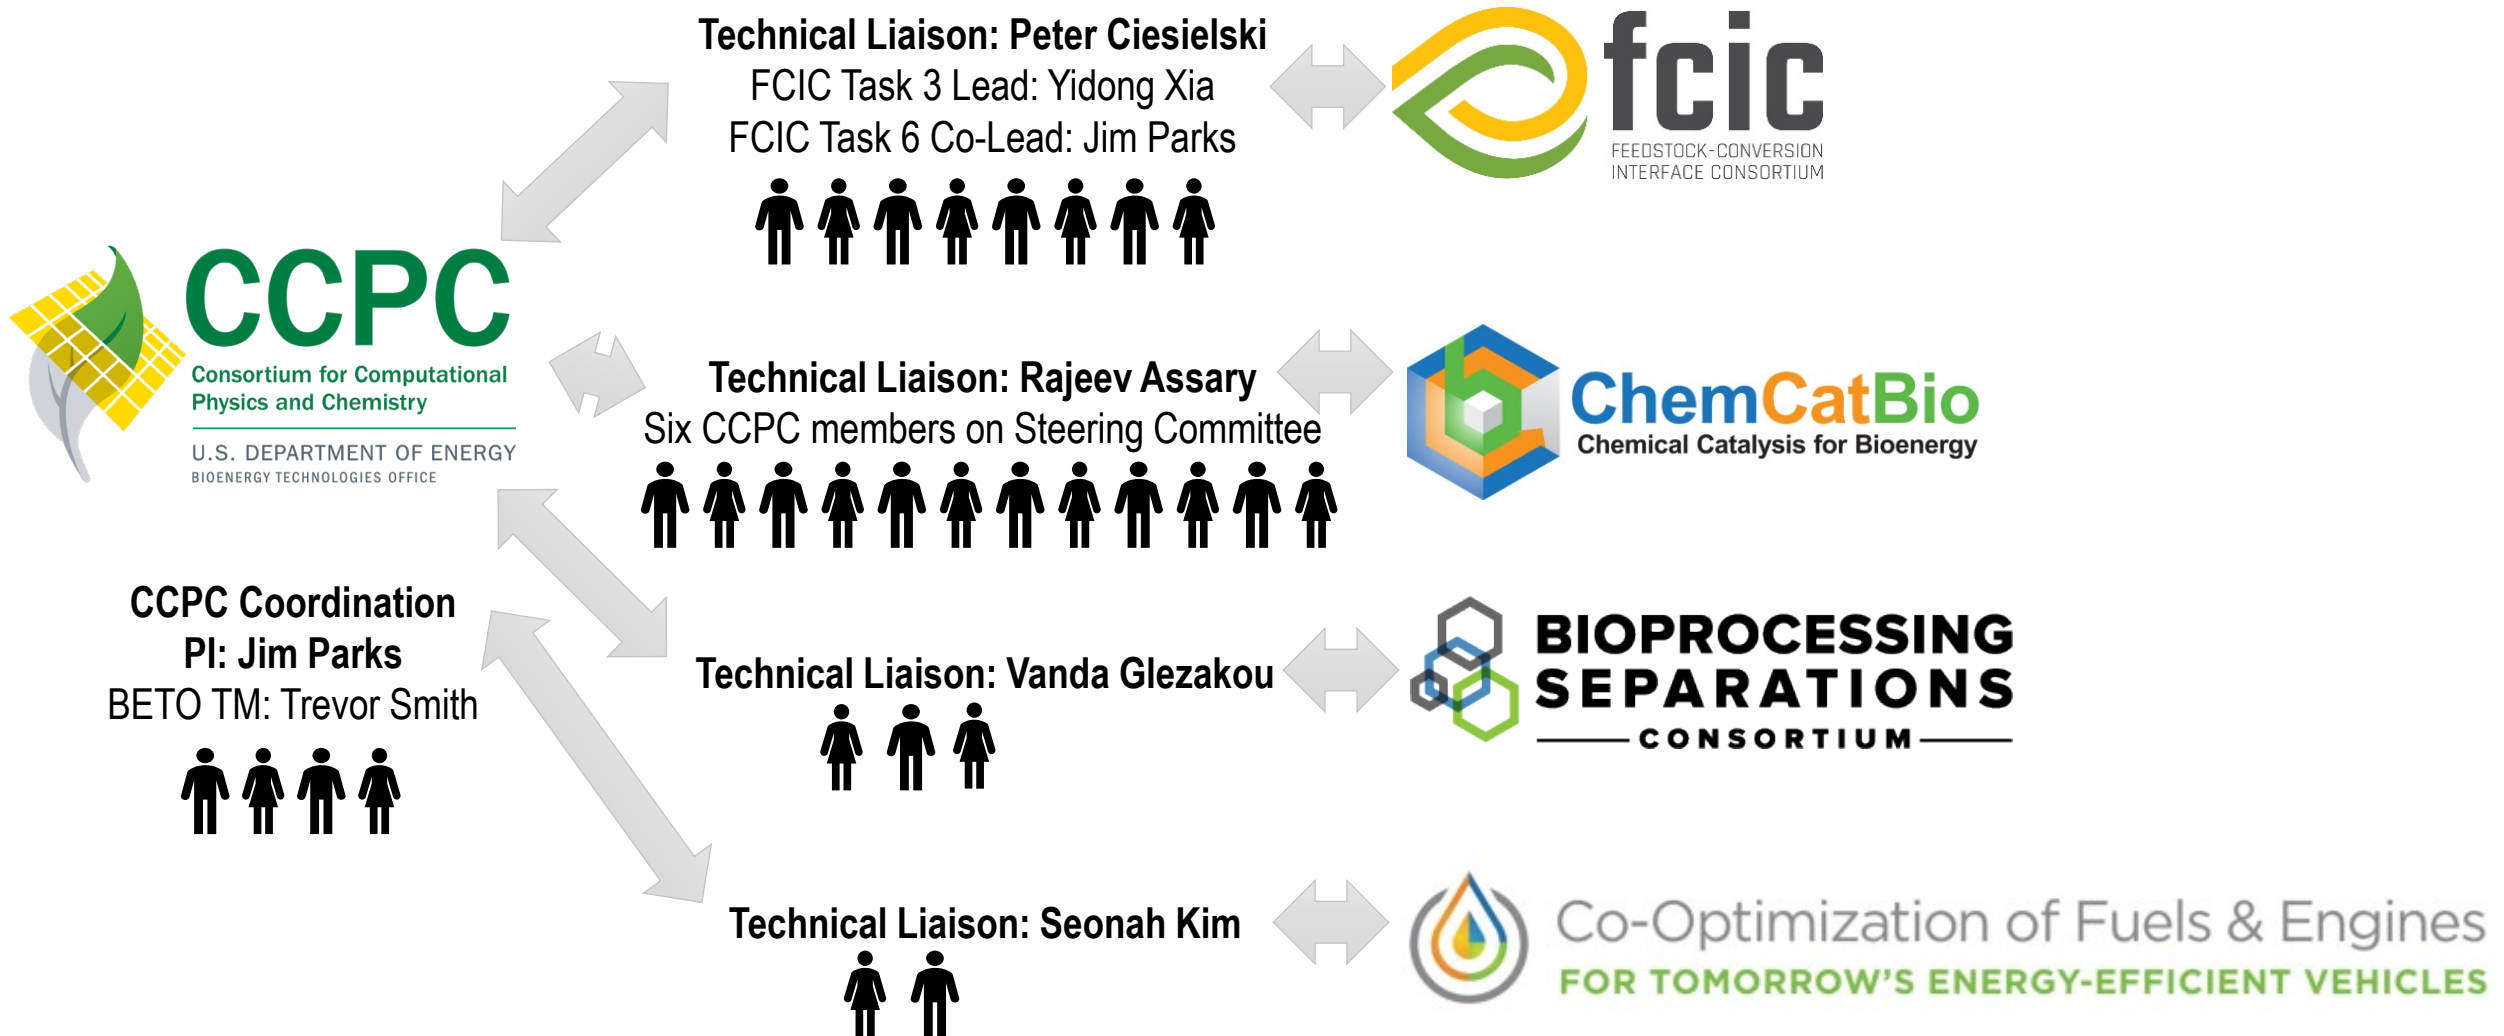 Technical Liaison: Peter Ciesielski
FCIC Task 3 Lead: Yidong Xia
FCIC Task 6 Co-Lead: Jim Parks
fcic
FEEDSTOCK-CONVERSION
INTERFACE CONSORTIUM
CCPC
Consortium for Computational
Physics and Chemistry
U.S. DEPARTMENT OF ENERGY
BIOENERGY TECHNOLOGIES OFFICE
Technical Liaison: Rajeev Assary
Six CCPC members on Steering Committee
ChemCatBio
Chemical Catalysis for Bioenergy
CCPC Coordination
PI: Jim Parks
BETO TM: Trevor Smith
Technical Liaison: Vanda Glezakou
BIOPROCESSING
SEPARATIONS
CONSORTIUM
Technical Liaison: Seonah Kim
Co-Optimization of Fuels & Engines
FOR TOMORROW'S ENERGY-EFFICIENT VEHICLES